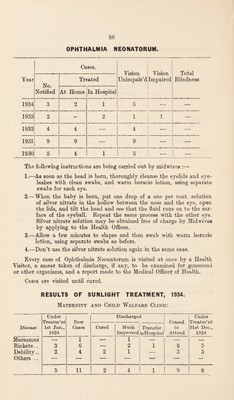 86
OPHTHALMIA NEONATORUM.
Year
Cases.
Vision Unimpair'd
Vision Impaired
Total Blindness
No. Notified
Treated
At Home
In Hospital
1934 3 2 1 3 — —
1933 2 - 2 1 1 —
1932 4 4 — 4 — —
1931 9 9 — 9 — —
1930 5 4 1 5 — —
The following instructions are being carried out by midwives :—
1.—As soon as the head is born, thoroughly cleanse the eyelids and eye-
lashes with clean swabs, and warm boracic lotion, using separate
swabs for each eye.
2.—When the baby is born, put one drop of a one per cent. solution
of silver nitrate in the hollow between the nose and the eye, open
the lids, and tilt the head and see that the fluid runs on to the sur-
face of the eyeball. Repeat the same process with the other eye.
Silver nitrate solution may be obtained free of charge by Midwives
by applying to the Health Offices.
3.—Allow a few minutes to elapse and then swab with warm boracic
lotion, using separate swabs as before.
4.—Don't use the silver nitrate solution again in the same case.
Every case of Ophthalmia Neonatorum is visited at once by a Health
Visitor, a smear taken of discharge, if any, to be examined for gonococci
or other organisms, and a report made to the Medical Officer of Health.
Cases are visited until cured.
RESULTS OF SUNLIGHT TREATMENT, 1934.
Maternity and Child Welfare Clinic.
Disease
Under Treatm'nt 1st Jan., 1934
New Cases
Discharged
Cured
Much Improved
Transfer to Hospital
Ceased to Attend
Under Treatm'nt 31st Dec., 1934
Marasmus — 1 — 1 — — —
Rickets .. 3 6 — 2 1 6 5
Debility .. 2 4 2 1 — 3 3
Others .. — — — — — — —
5 11 2 4 1 9 8